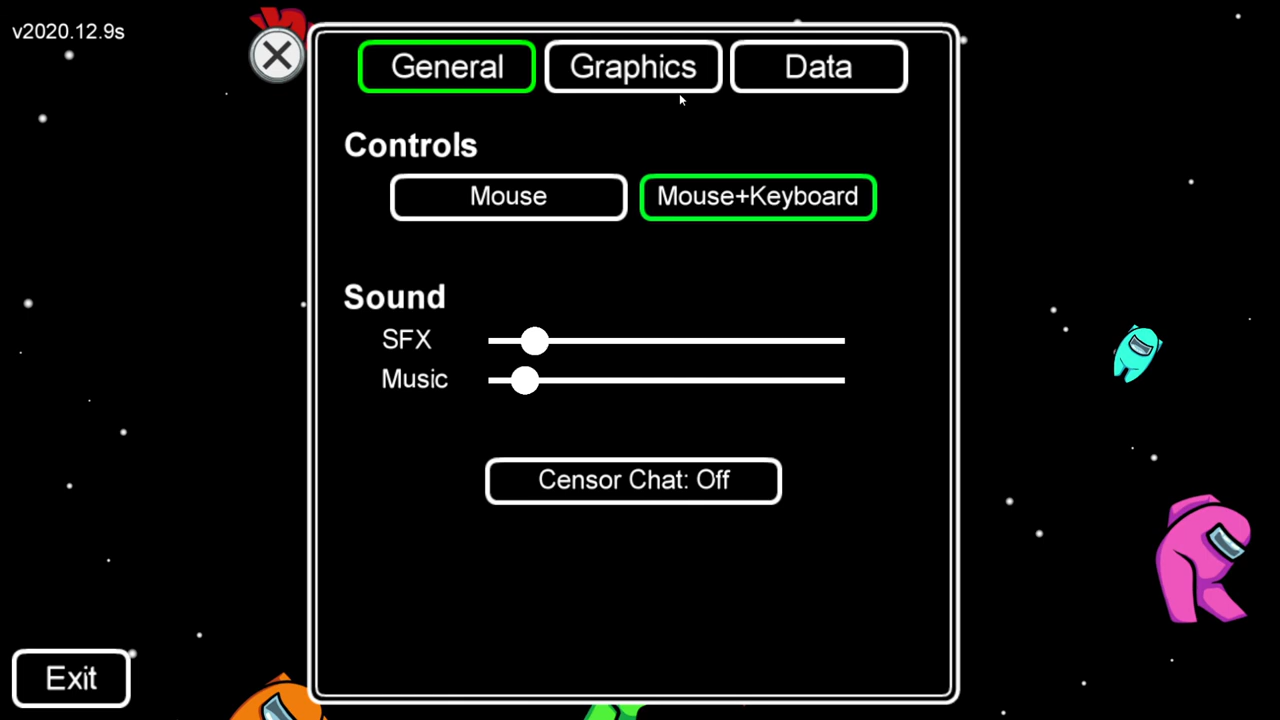 v2020.12.9s
General Graphics Data
Controls
Mouse Mouse+Keyboard
Sound
SFX
Music
Censor Chat: Off
Exit